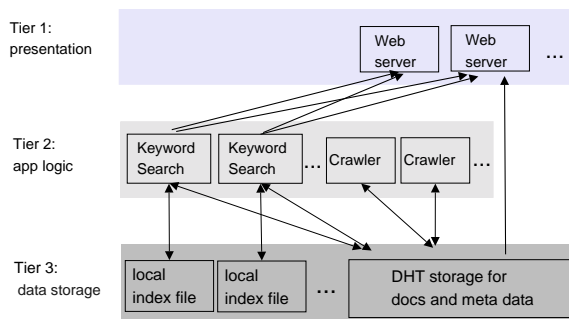 Tier 1:
presentation
Web
server
Web
server
...
Tier 2:
app logic
Keyword
Search
Keyword
Search
...
Crawler
Crawler
...
Tier 3:
data storage
local
index file
local
index file
...
DHT storage for
docs and meta data